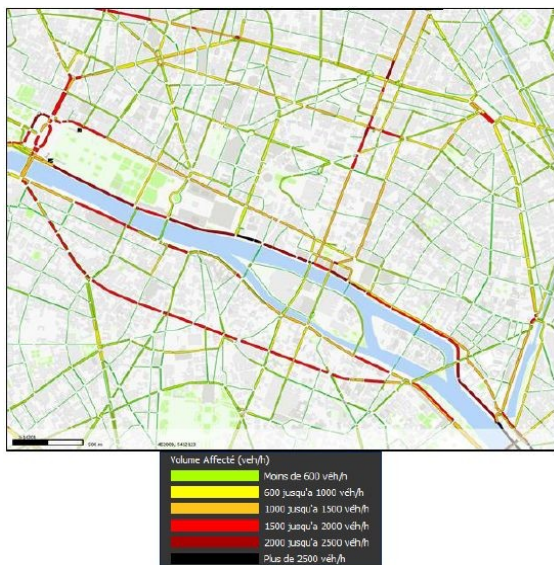 Volume Affecté (veh/h)
Moins de 600 véh/h
600 jusqu'a 1000 véh/h
1000 jusqu'a 1500 véh/h
1500 jusqu'a 2000 véh/h
2000 jusqu'a 2500 véh/h
Plus de 2500 véh/h